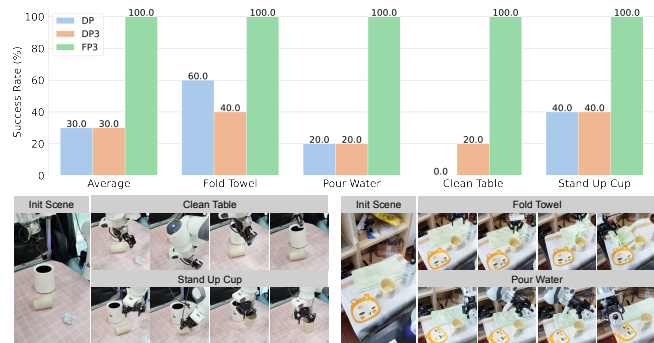 DP
DP3
FP3
Success Rate (%)
100
80
60
40
20
0
30.0 30.0 100.0
60.0 40.0 100.0
20.0 20.0 100.0
0.0 20.0 100.0
40.0 40.0 100.0
Average Fold Towel Pour Water Clean Table Stand Up Cup
Init Scene Clean Table
Stand Up Cup
Init Scene Fold Towel
Pour Water